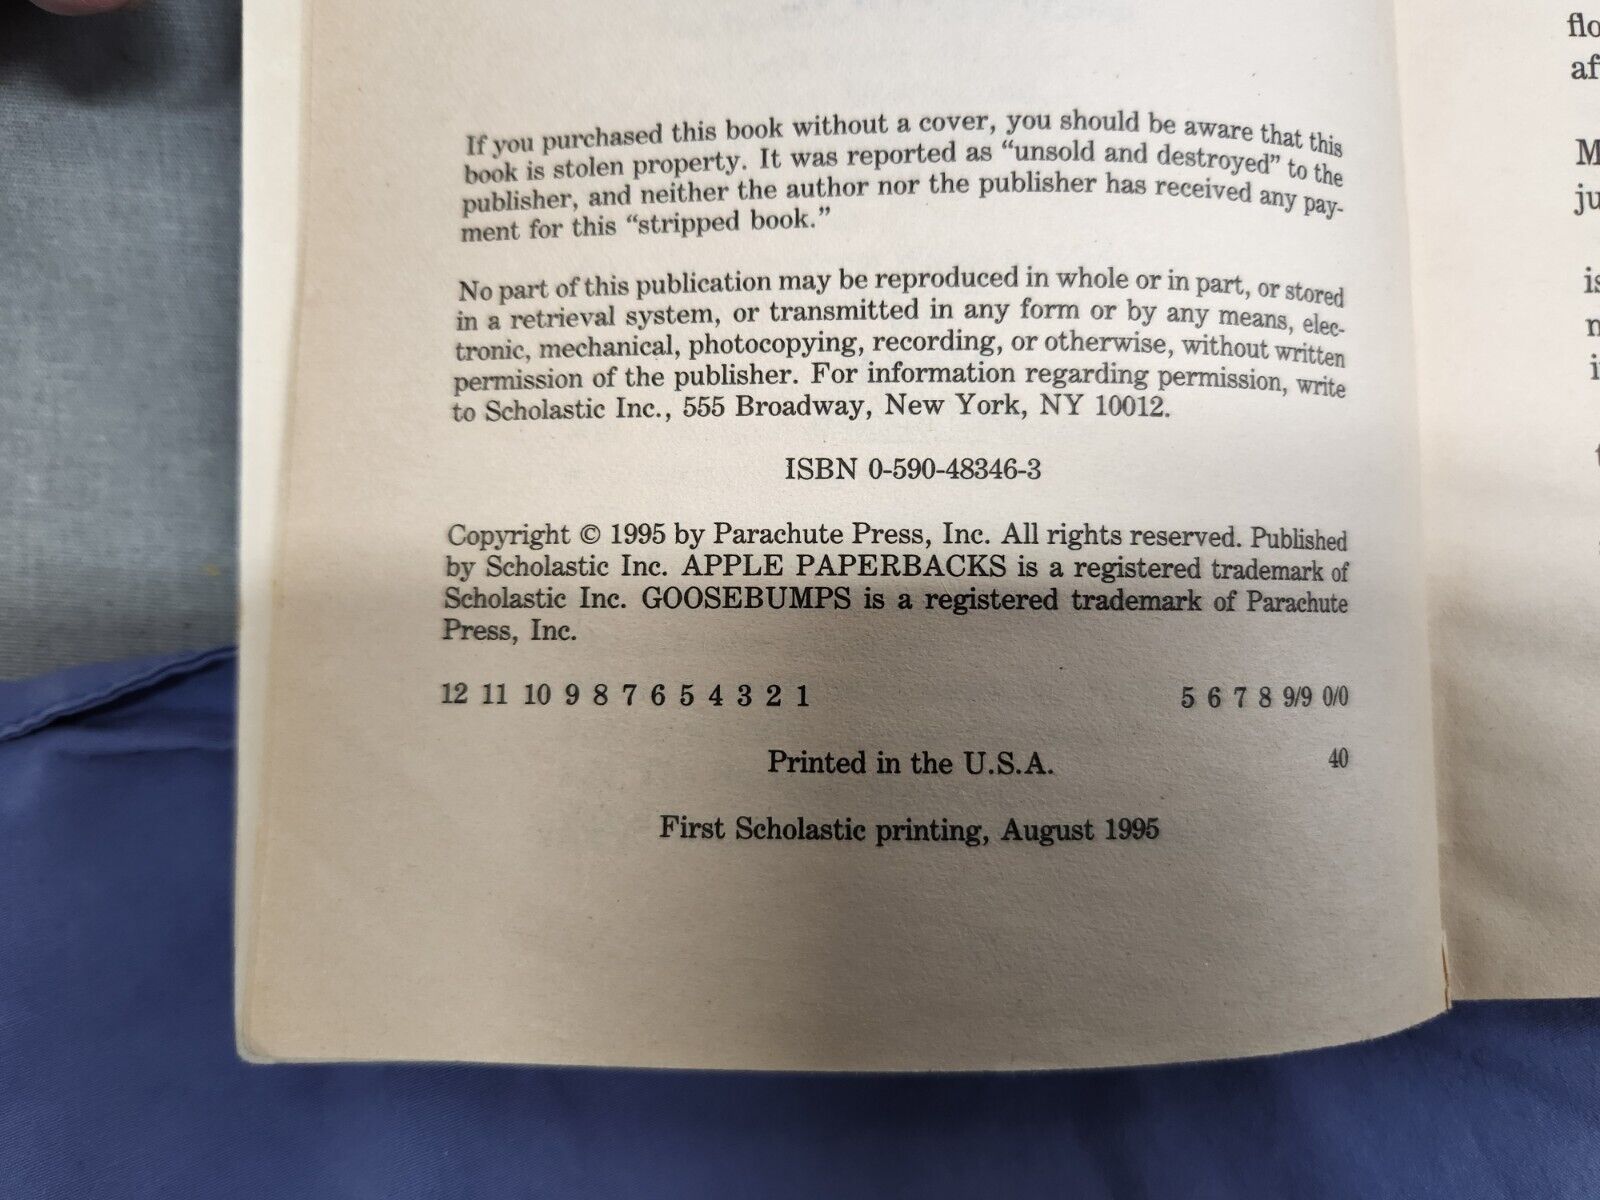 If you purchased this book without a cover, you should be aware that this
book is stolen property. It was reported as "unsold and destroyed" to the
publisher, and neither the author nor the publisher has received any pay-
ment for this "stripped book."
No part of this publication may be reproduced in whole or in part, or stored
in a retrieval system, or transmitted in any form or by any means, elec-
tronic, mechanical, photocopying, recording, or otherwise, without written
permission of the publisher. For information regarding permission, write
to Scholastic Inc., 555 Broadway, New York, NY 10012.
ISBN 0-590-48346-3
Copyright © 1995 by Parachute Press, Inc. All rights reserved. Published
by Scholastic Inc. APPLE PAPERBACKS is a registered trademark of
Scholastic Inc. GOOSEBUMPS is a registered trademark of Parachute
Press, Inc.
12 11 10 9 8 7 6 5 4 3 2 1 5 6 7 8 9/9 0/0
Printed in the U.S.A. 40
First Scholastic printing, August 1995